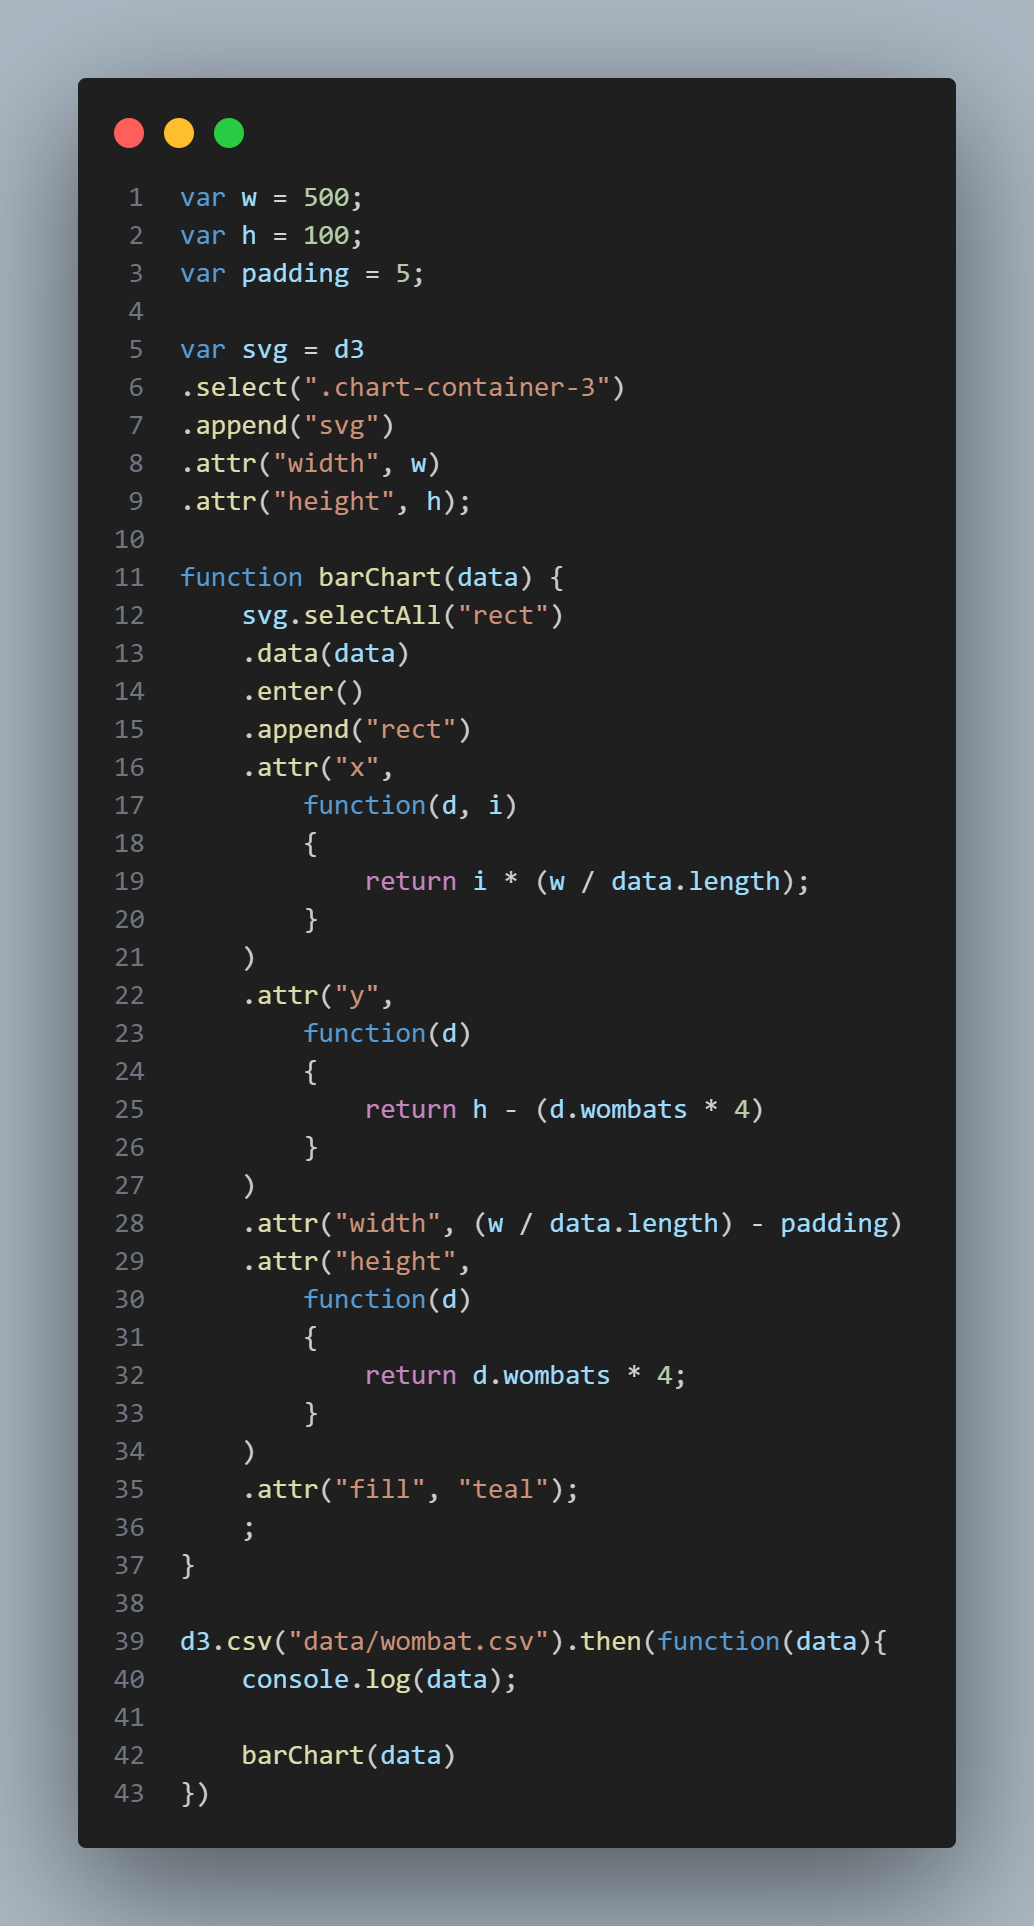 1 var w = 500;
2 var h = 100;
3 var padding = 5;
4
5 var svg = d3
6 .select(".chart-container-3")
7 .append("svg")
8 .attr("width", w)
9 .attr("height", h);
10
11 function barChart(data) {
12     svg.selectAll("rect")
13     .data(data)
14     .enter()
15     .append("rect")
16     .attr("x",
17         function(d, i)
18         {
19             return i * (w / data.length);
20         }
21     )
22     .attr("y",
23         function(d)
24         {
25             return h - (d.wombats * 4)
26         }
27     )
28     .attr("width", (w / data.length) - padding)
29     .attr("height",
30         function(d)
31         {
32             return d.wombats * 4;
33         }
34     )
35     .attr("fill", "teal");
36     ;
37 }
38
39 d3.csv("data/wombat.csv").then(function(data){
40     console.log(data);
41
42     barChart(data)
43 })